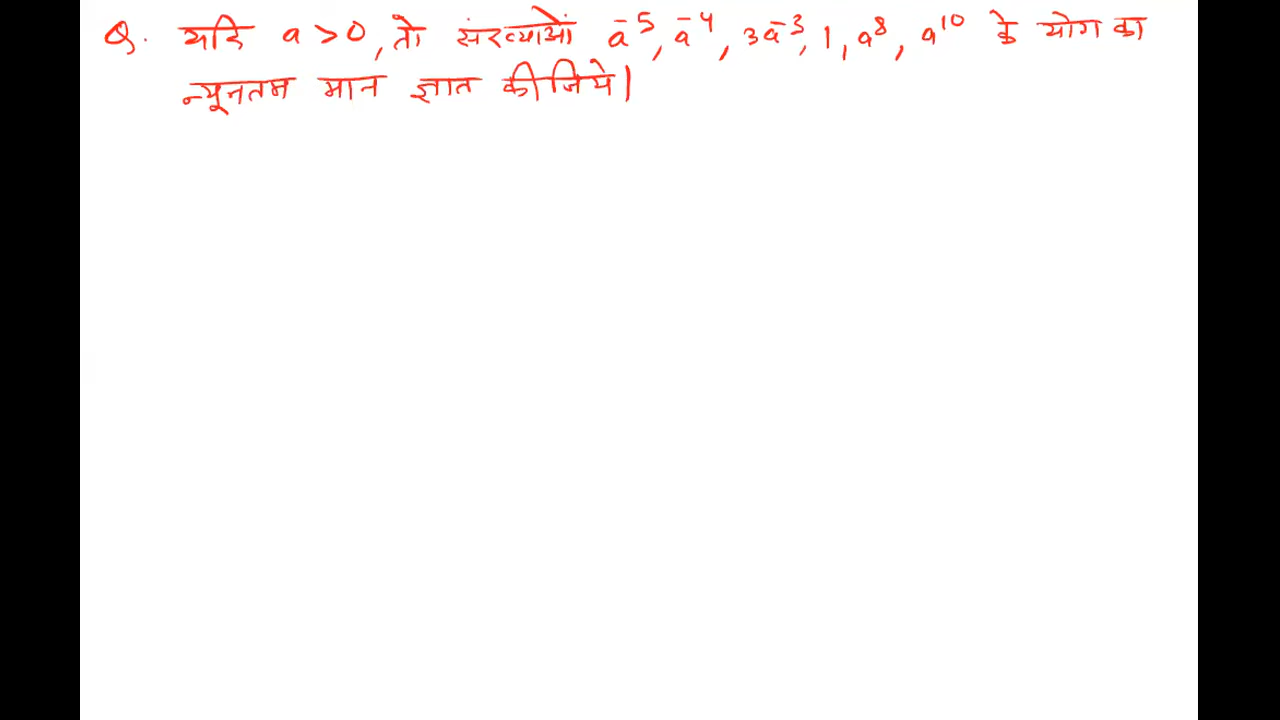 Q. यदि a > 0, तो संख्याओं a⁻⁵, a⁻⁴, 3a⁻³, 1, a⁸, a¹⁰ के योग का
न्यूनतम मान ज्ञात कीजिये।